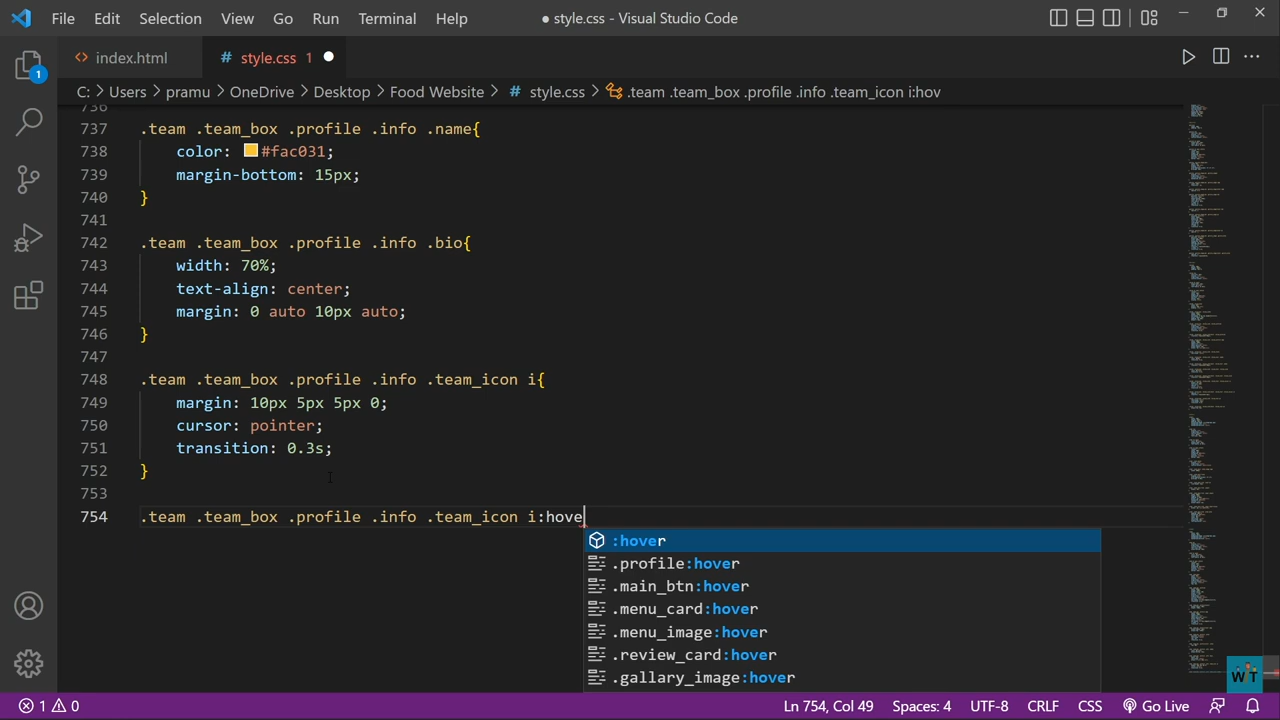 File Edit Selection View Go Run Terminal Help ● style.css - Visual Studio Code
<> index.html # style.css 1
1
C: > Users > pramu > OneDrive > Desktop > Food Website > # style.css > .team .team_box .profile .info .team_icon i:hov
736
737 .team .team_box .profile .info .name{
738 color: #fac031;
739 margin-bottom: 15px;
740 }
741
742 .team .team_box .profile .info .bio{
743 width: 70%;
744 text-align: center;
745 margin: 0 auto 10px auto;
746 }
747
748 .team .team_box .profile .info .team_icon i{
749 margin: 10px 5px 5px 0;
750 cursor: pointer;
751 transition: 0.3s;
752 }
753
754 .team .team_box .profile .info .team_icon i:hove
:hover
.profile:hover
.main_btn:hover
.menu_card:hover
.menu_image:hover
.review_card:hover
.gallery_image:hover
WT
1 0 Ln 754, Col 49 Spaces: 4 UTF-8 CRLF CSS Go Live